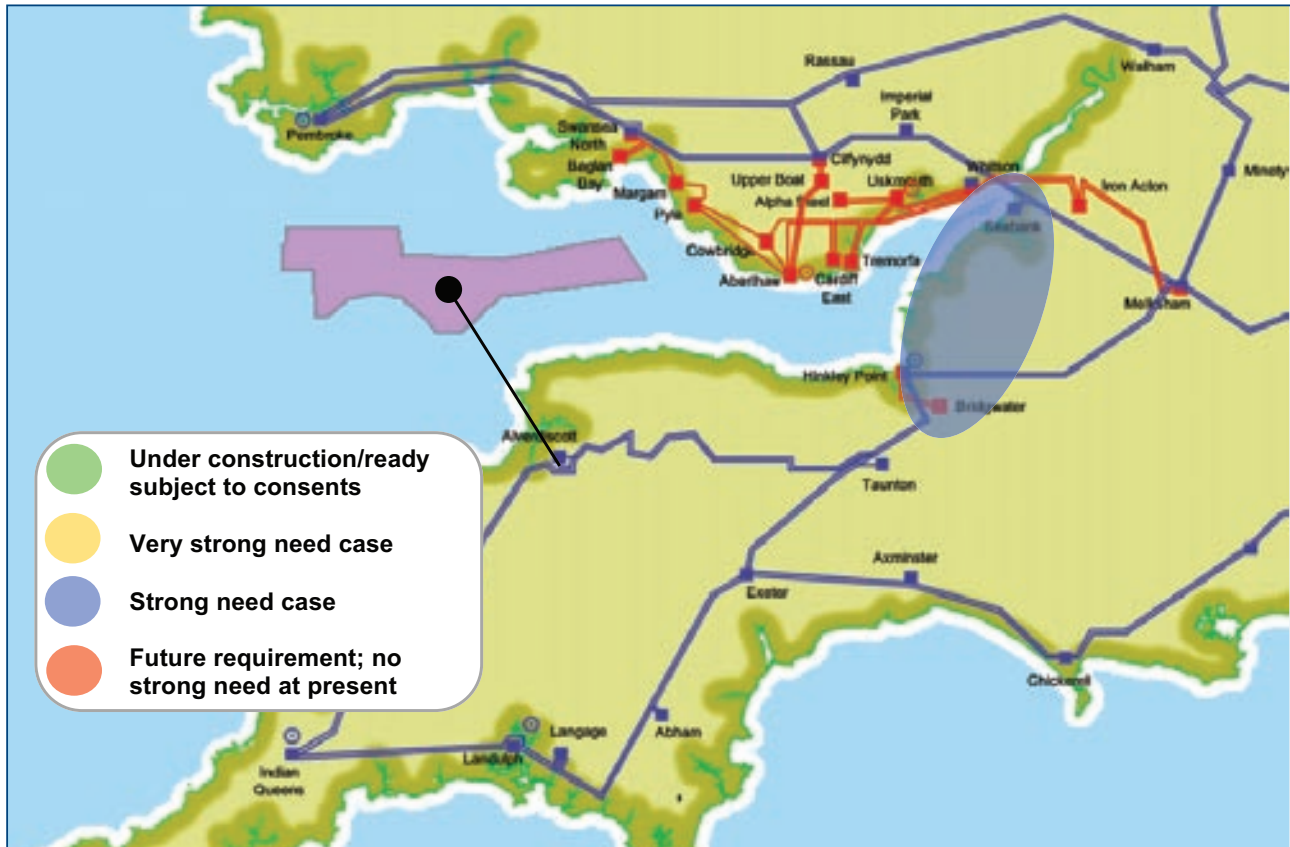 Rassau
Walham
Imperial
Park
Pembroke
Swansea
North
Baglan
Bay
Cilfynydd
Whitson
Minety
Margam
Upper Boat
Uskmouth
Iron Acton
Alpha Steel
Pyle
Seabank
Cowbridge
Tremorfa
Aberthaw
Cardiff
East
Melksham
Hinkley Point
Bridgwater
Alverdiscott
Taunton
Under construction/ready
subject to consents
Very strong need case
Strong need case
Future requirement; no
strong need at present
Axminster
Exeter
Chickerell
Abham
Langage
Landulph
Indian
Queens